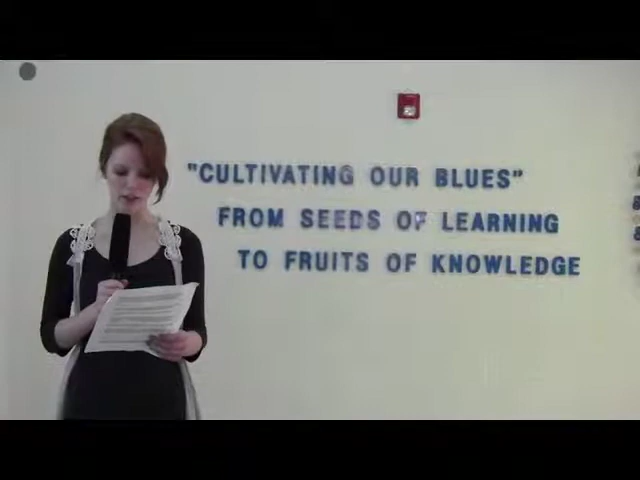 "CULTIVATING OUR BLUES"
FROM SEEDS OF LEARNING
TO FRUITS OF KNOWLEDGE